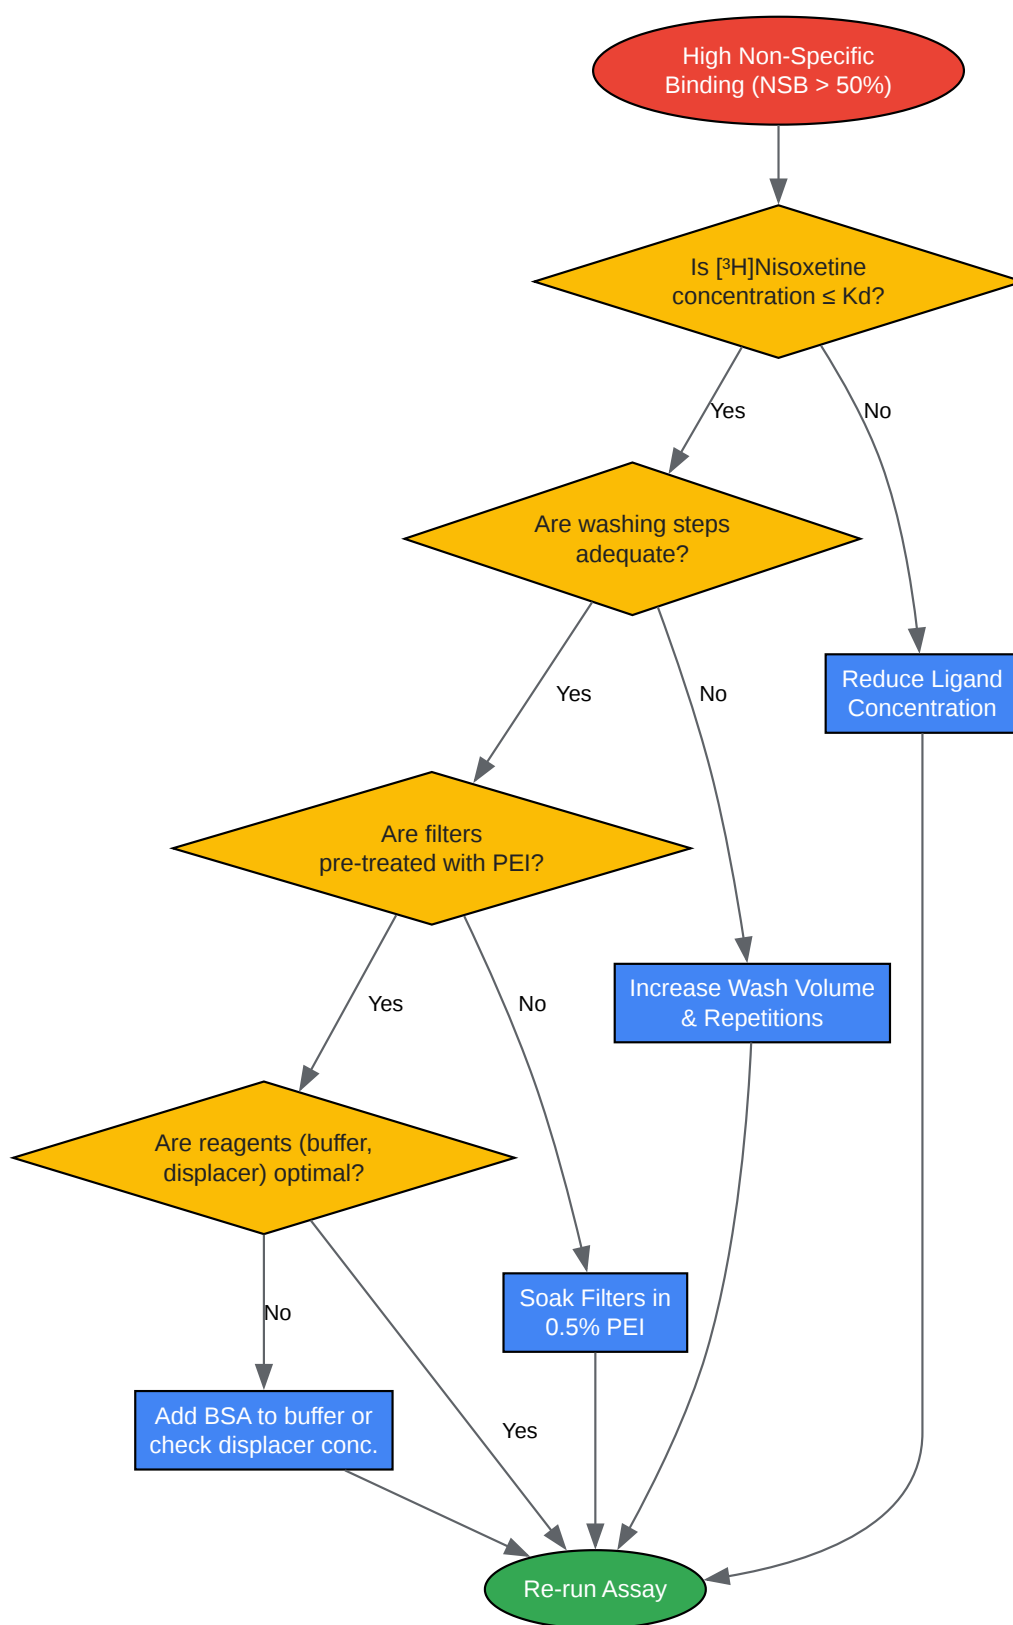 High Non-Specific
Binding (NSB > 50%)
Is [³H]Nisoxetine
concentration ≤ Kd?
Yes
No
Are washing steps
adequate?
Reduce Ligand
Concentration
Yes
No
Are filters
pre-treated with PEI?
Increase Wash Volume
& Repetitions
Yes
No
Are reagents (buffer,
displacer) optimal?
Soak Filters in
0.5% PEI
No
Add BSA to buffer or
check displacer conc.
Yes
Re-run Assay